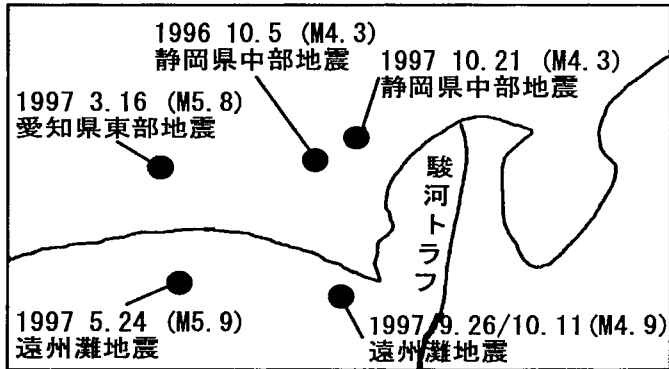 1996 10.5 (M4.3)
静岡県中部地震
1997 10.21 (M4.3)
静岡県中部地震
1997 3.16 (M5.8)
愛知県東部地震
駿河トラフ
1997 5.24 (M5.9)
遠州灘地震
1997/9.26/10.11(M4.9)
遠州灘地震